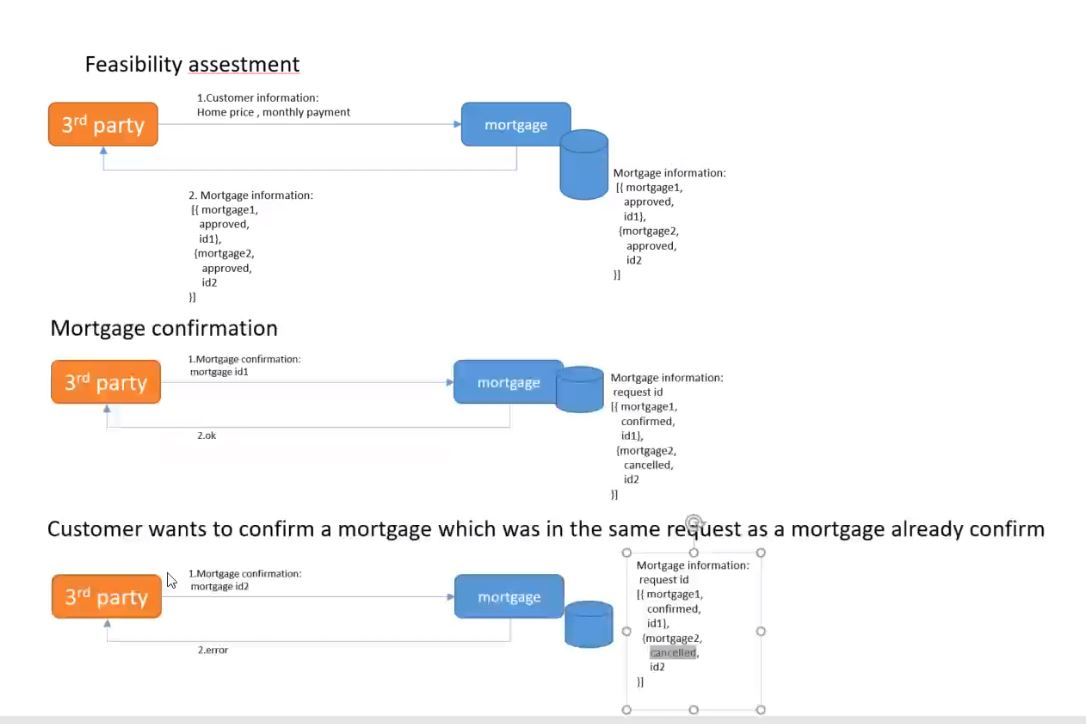 Feasibility assestment
3rd party
1.Customer information:
Home price , monthly payment
mortgage
2. Mortgage information:
[{ mortgage1,
approved,
id1},
{mortgage2,
approved,
id2
}]
Mortgage information:
[{ mortgage1,
approved,
id1},
{mortgage2,
approved,
id2
}]
Mortgage confirmation
3rd party
1.Mortgage confirmation:
mortgage id1
mortgage
2.ok
Mortgage information:
request id
[{ mortgage1,
confirmed,
id1},
{mortgage2,
cancelled,
id2
}]
Customer wants to confirm a mortgage which was in the same request as a mortgage already confirm
3rd party
1.Mortgage confirmation:
mortgage id2
mortgage
2.error
Mortgage information:
request id
[{ mortgage1,
confirmed,
id1},
{mortgage2,
cancelled,
id2
}]